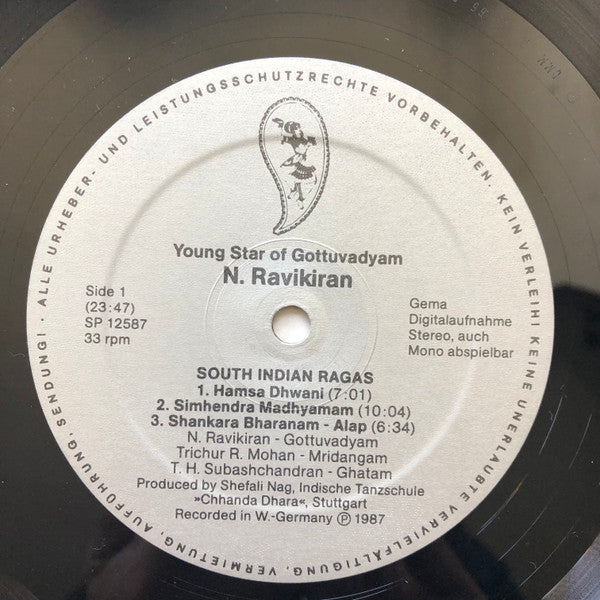 · ALLE URHEBER- UND LEISTUNGSSCHUTZRECHTE VORBEHALTEN. KEIN VERLEIH! KEINE UNERLAUBTE VERVIELFÄLTIGUNG, VERMIETUNG, AUFFÜHRUNG, SENDUNG!
Young Star of Gottuvadyam
N. Ravikiran
Side 1
(23:47)
SP 12587
33 rpm
Gema
Digitalaufnahme
Stereo, auch
Mono abspielbar
SOUTH INDIAN RAGAS
1. Hamsa Dhwani (7:01)
2. Simhendra Madhyamam (10:04)
3. Shankara Bharanam - Alap (6:34)
N. Ravikiran - Gottuvadyam
Trichur R. Mohan - Mridangam
T. H. Subashchandran - Ghatam
Produced by Shefali Nag, Indische Tanzschule
»Chhanda Dhara«, Stuttgart
Recorded in W.-Germany Ⓟ 1987